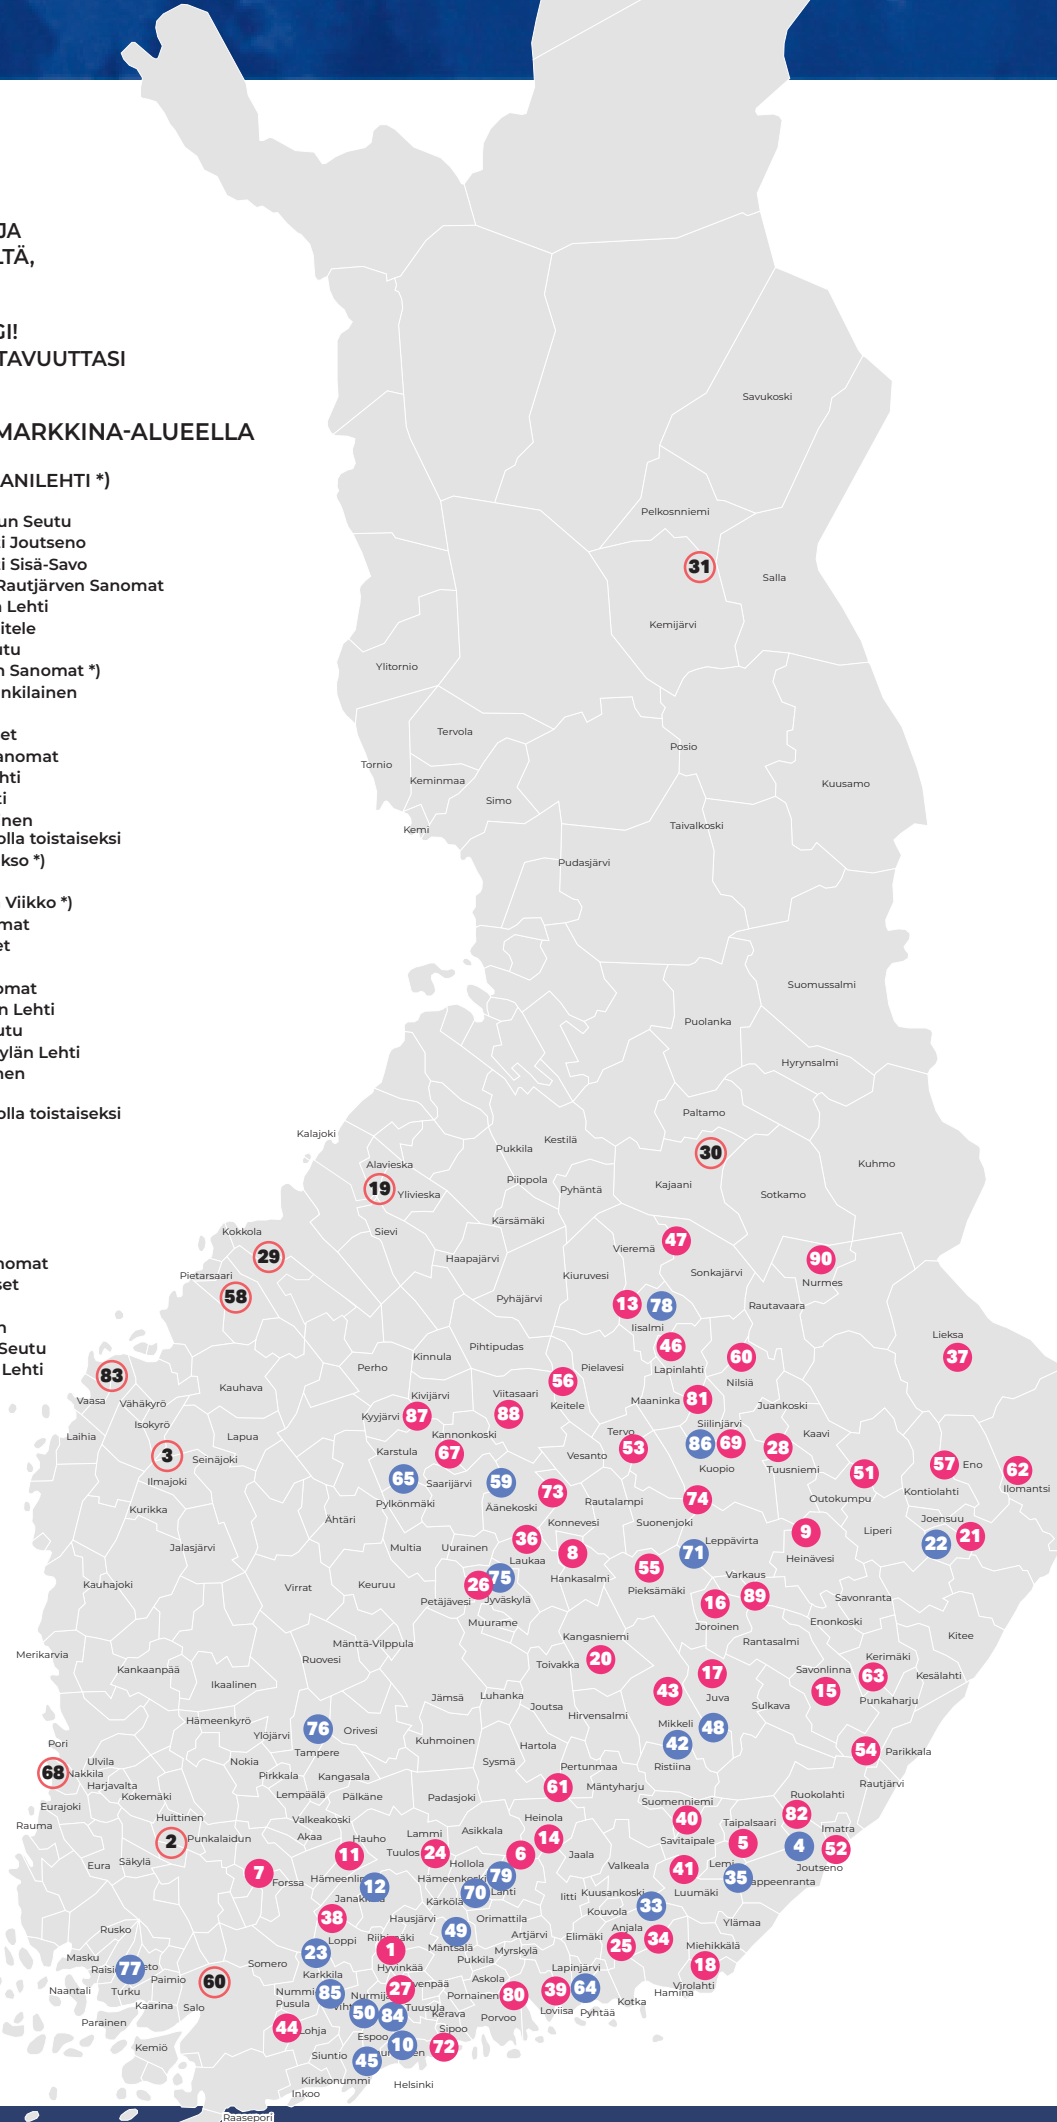 JA
LTÄ,
GI!
TAVUUTTASI
MARKKINA-ALUEELLA
ANILEHTI *)
un Seutu
i Joutseno
i Sisä-Savo
Rautjärven Sanomat
Lehti
itele
utu
n Sanomat *)
nkilainen
et
anomat
hti
ti
nen
olla toistaiseksi
kso *)
Viikko *)
mat
et
omat
n Lehti
utu
ylän Lehti
nen
olla toistaiseksi
nomat
set
n
Seutu
Lehti
Savukoski
Pelkosnniemi
31
Salla
Kemijärvi
Ylitornio
Tervola
Posio
Tornio
Keminmaa
Kuusamo
Simo
Kemi
Taivalkoski
Pudasjärvi
Suomussalmi
Puolanka
Hyrynsalmi
Paltamo
Kalajoki
Kestilä
Pukkila
30
Alavieska
Kuhmo
Piippola
Kajaani
19
Ylivieska
Pyhäntä
Sotkamo
Kärsämäki
Kokkola
Sievi
47
Vieremä
29
Haapajärvi
90
Pietarsaari
Kiuruvesi
Sonkajärvi
Nurmes
58
Pyhäjärvi
13
78
Rautavaara
Iisalmi
Lieksa
46
Pihtipudas
37
Kinnula
60
Perho
Pielavesi
Lapinlahti
83
56
Nilsiä
Kauhava
Kivijärvi
Viitasaari
Maaninka
81
Vaasa
Vähäkyrö
Keitele
Juankoski
Kyyjärvi
87
88
Isokyrö
Siilinjärvi
Laihia
Lapua
Kannonkoski
Tervo
Kaavi
3
Seinäjoki
Karstula
67
Vesanto
53
86
69
28
57
Eno
62
Ilmajoki
65
Saarijärvi
59
Kuopio
Tuusniemi
51
Kontiolahti
Ilomantsi
Kurikka
Pylkönmäki
Äänekoski
73
Rautalampi
74
Outokumpu
Ähtäri
Konnevesi
Suonenjoki
Joensuu
Jalasjärvi
Multia
Uurainen
36
Leppävirta
9
Liperi
22
21
Laukaa
8
71
Heinävesi
Kauhajoki
Virrat
Keuruu
26
75
Hankasalmi
55
Varkaus
Petäjävesi
Jyväskylä
Pieksämäki
16
89
Savonranta
Muurame
Joroinen
Enonkoski
Mänttä-Vilppula
Kangasniemi
Rantasalmi
Kitee
Merikarvia
Ruovesi
Toivakka
20
Kerimäki
Kankaanpää
17
Savonlinna
63
Kesälahti
Ikaalinen
43
15
Jämsä
Luhanka
Joutsa
Juva
Sulkava
Punkaharju
Hämeenkyrö
Hirvensalmi
Mikkeli
48
Ylöjärvi
76
Orivesi
Kuhmoinen
42
Pori
Tampere
Hartola
54
Parikkala
68
Ulvila
Nokia
Sysmä
Ristiina
Nakkila
Pirkkala
Kangasala
Pertunmaa
Rautjärvi
Harjavalta
61
Mäntyharju
Kokemäki
Lempäälä
Pälkäne
Padasjoki
Suomenniemi
Ruokolahti
Eurajoki
Huittinen
Valkeakoski
Heinola
40
82
Rauma
Asikkala
Taipalsaari
Imatra
2
Punkalaidun
Akaa
Hauho
Lammi
14
Savitaipale
5
4
52
11
Tuulos
24
6
Jaala
Säkylä
Hollola
Valkeala
41
Lemi
Joutseno
Eura
7
Forssa
Hämeenlin
Hämeenkoski
79
35
appeenranta
12
70
Lahti
Iitti
Kuusankoski
Luumäki
Janakkala
Kärkölä
33
38
Hausjärvi
Orimattila
Kouvola
Rusko
49
Anjala
34
Ylämaa
Loppi
Riihimäki
1
Artjärvi
Elimäki
25
Miehikkälä
Masku
23
Mäntsälä
Myrskylä
Raisio
77
eto
Somero
Pukkila
Lapinjärvi
18
Karkkila
Hyvinkää
Naantali
Paimio
60
27
venpää
Askola
39
64
Virolahti
Turku
Nummi-
85
Nurmijä
Pornainen
80
Hamina
Kaarina
Salo
Pusula
Viht
50
84
Tuusula
Loviisa
Kotka
Parainen
44
Lohja
Kerava
Porvoo
Pyhtää
Espoo
Sipoo
Kemiö
10
72
Siuntio
45
Kirkkonummi
Helsinki
Inkoo
Raasepori